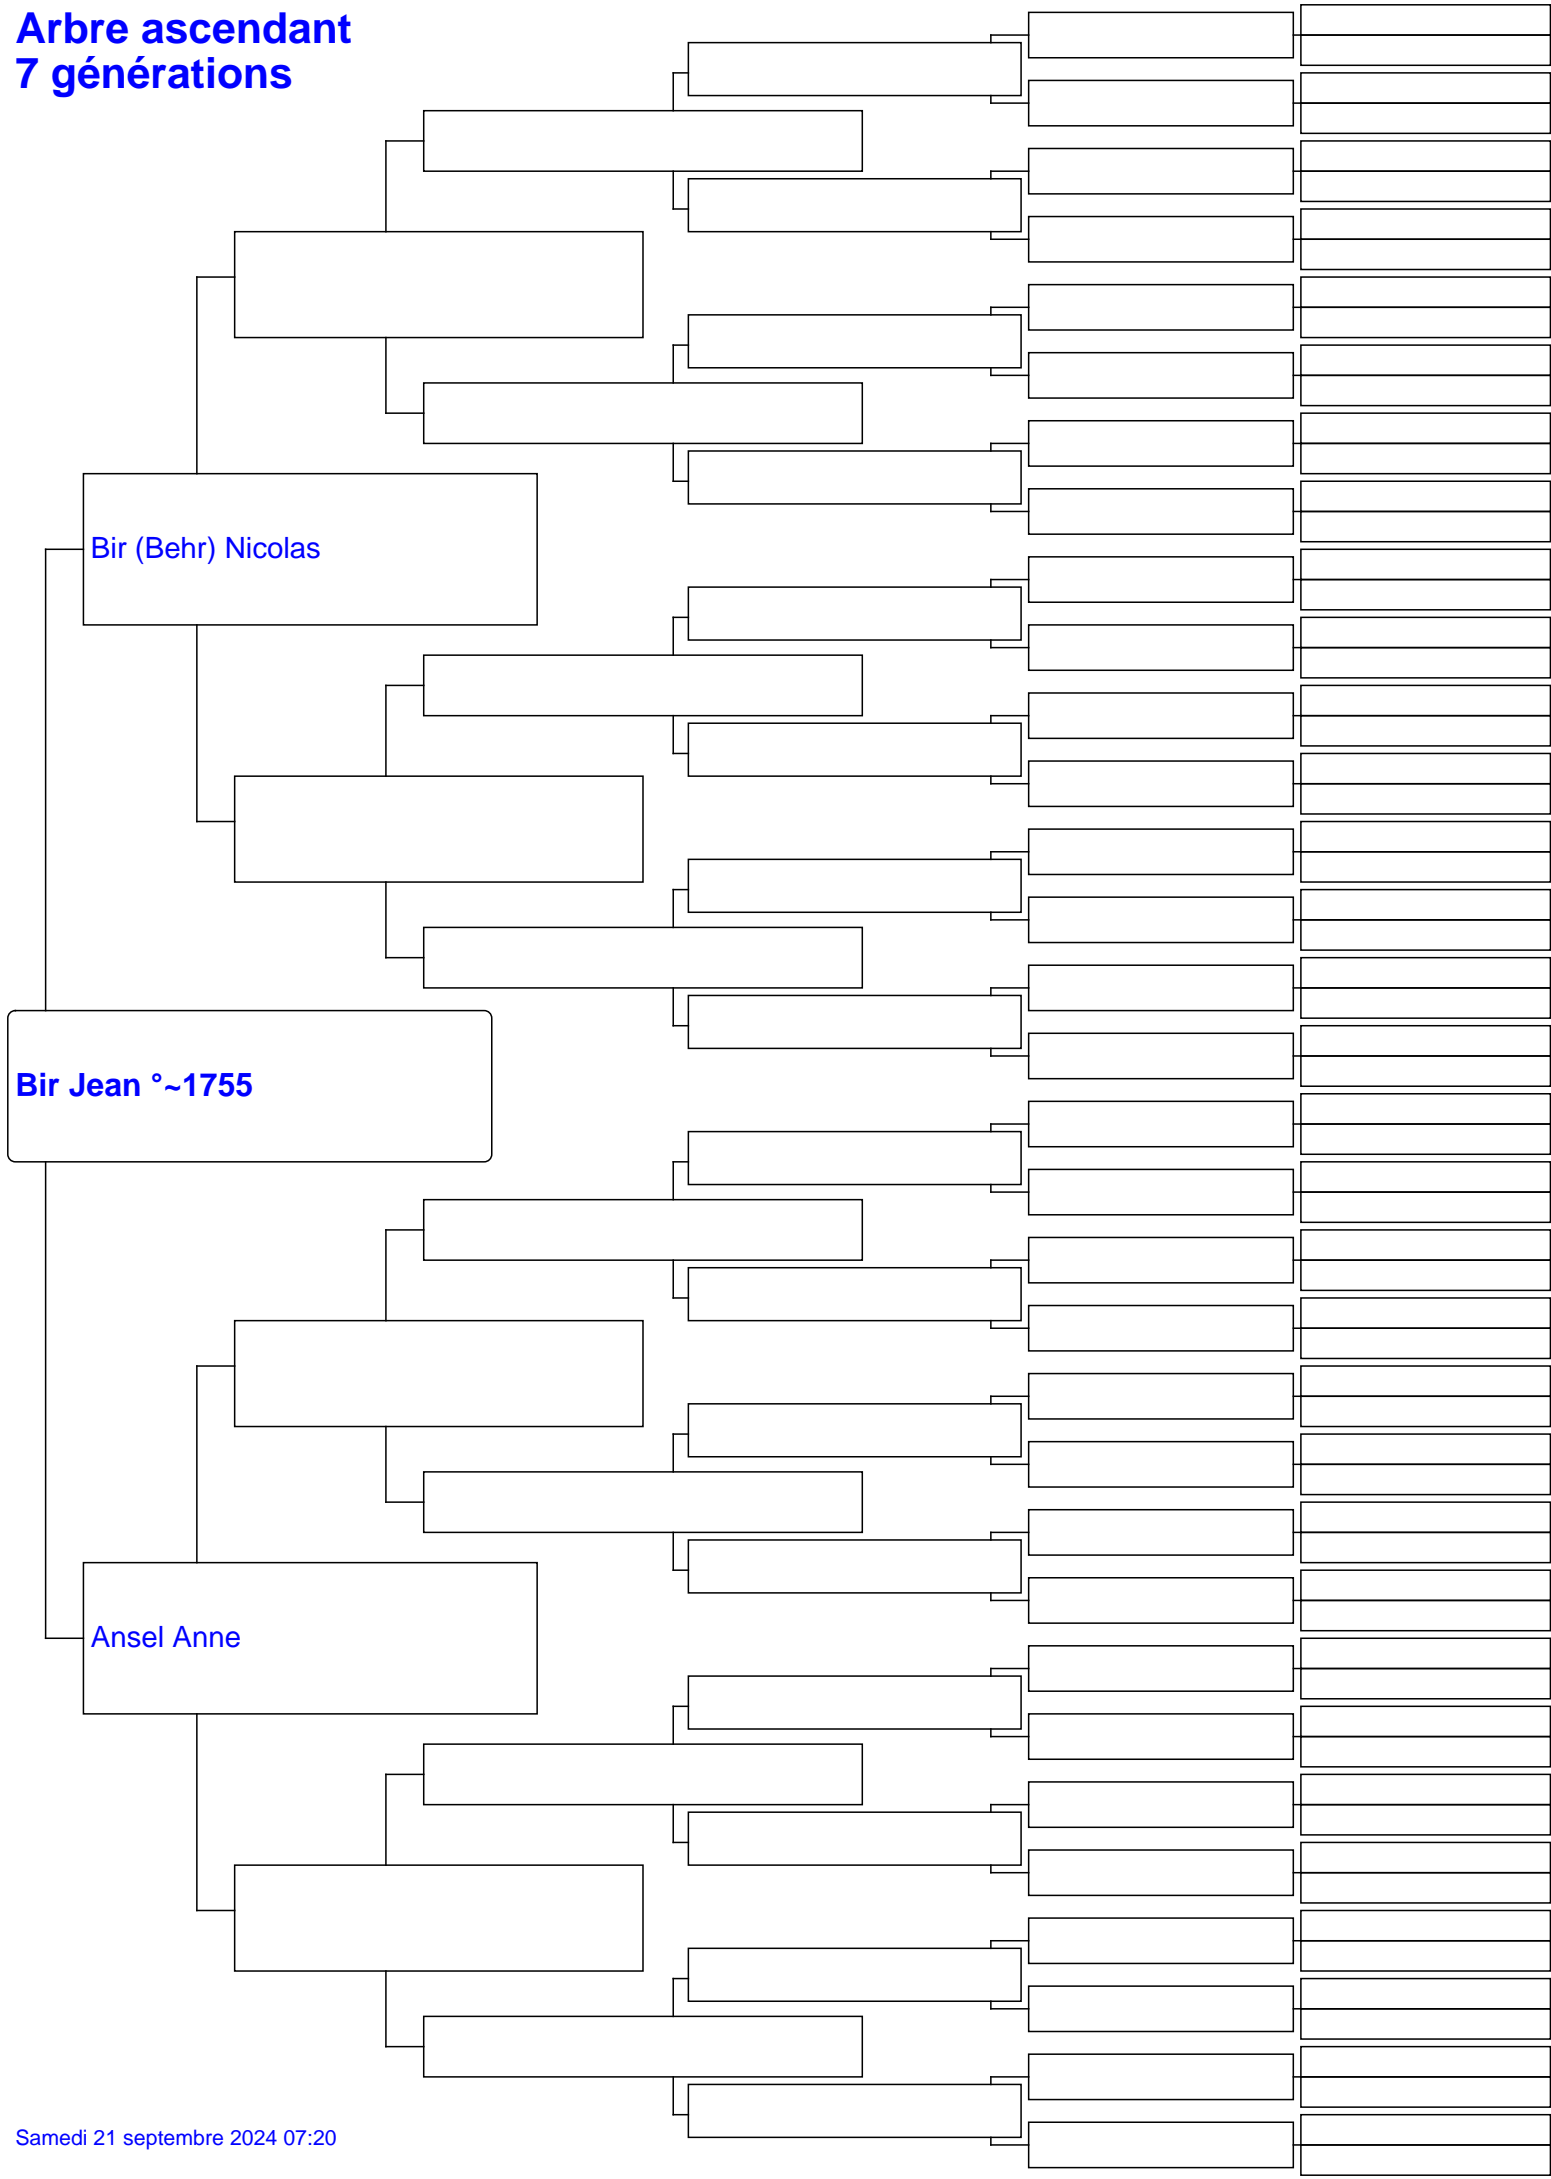 Arbre ascendant
7 générations
Bir (Behr) Nicolas
Bir Jean °~1755
Ansel Anne
Samedi 21 septembre 2024 07:20